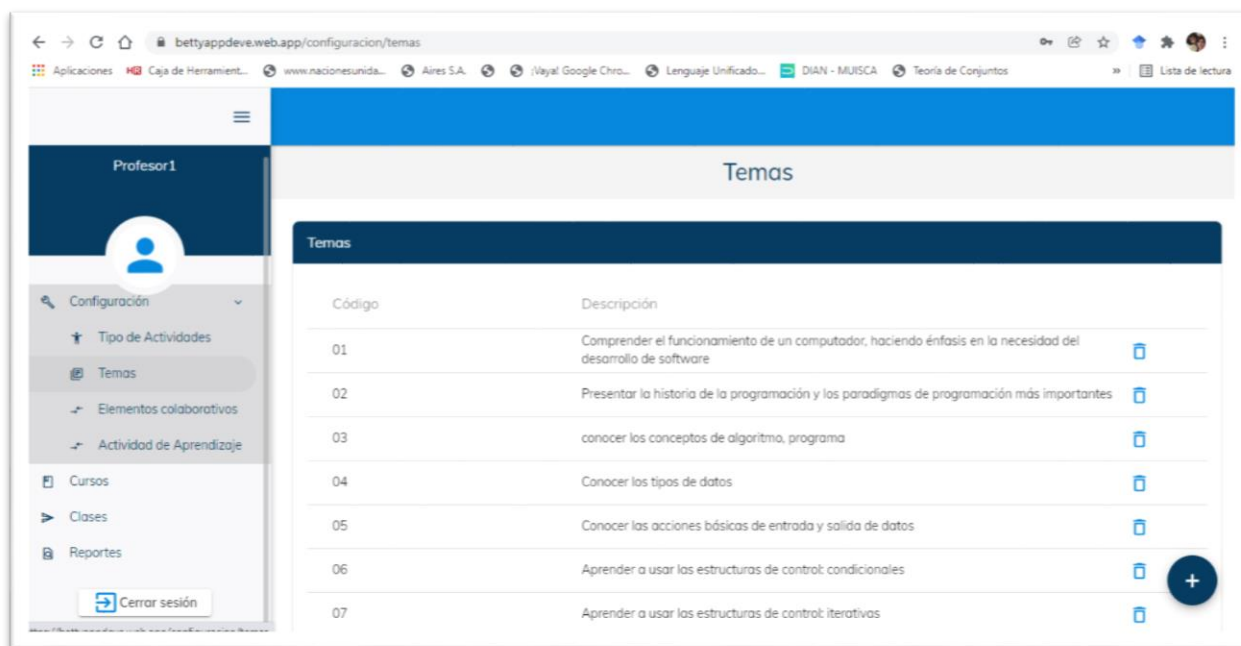 bettyappdeve.web.app/configuracion/temas
Aplicaciones HB Caja de Herramient... www.nacionesunida... Aires S.A. ¡Vaya! Google Chro... Lenguaje Unificado... DIAN - MUISCA Teoría de Conjuntos » Lista de lectura
Profesor1
Configuración
Tipo de Actividades
Temas
Elementos colaborativos
Actividad de Aprendizaje
Cursos
Clases
Reportes
Cerrar sesión
Temas
Temas
Código Descripción
01 Comprender el funcionamiento de un computador, haciendo énfasis en la necesidad del
desarrollo de software
02 Presentar la historia de la programación y los paradigmas de programación más importantes
03 conocer los conceptos de algoritmo, programa
04 Conocer los tipos de datos
05 Conocer las acciones básicas de entrada y salida de datos
06 Aprender a usar las estructuras de control: condicionales
07 Aprender a usar las estructuras de control: iterativas